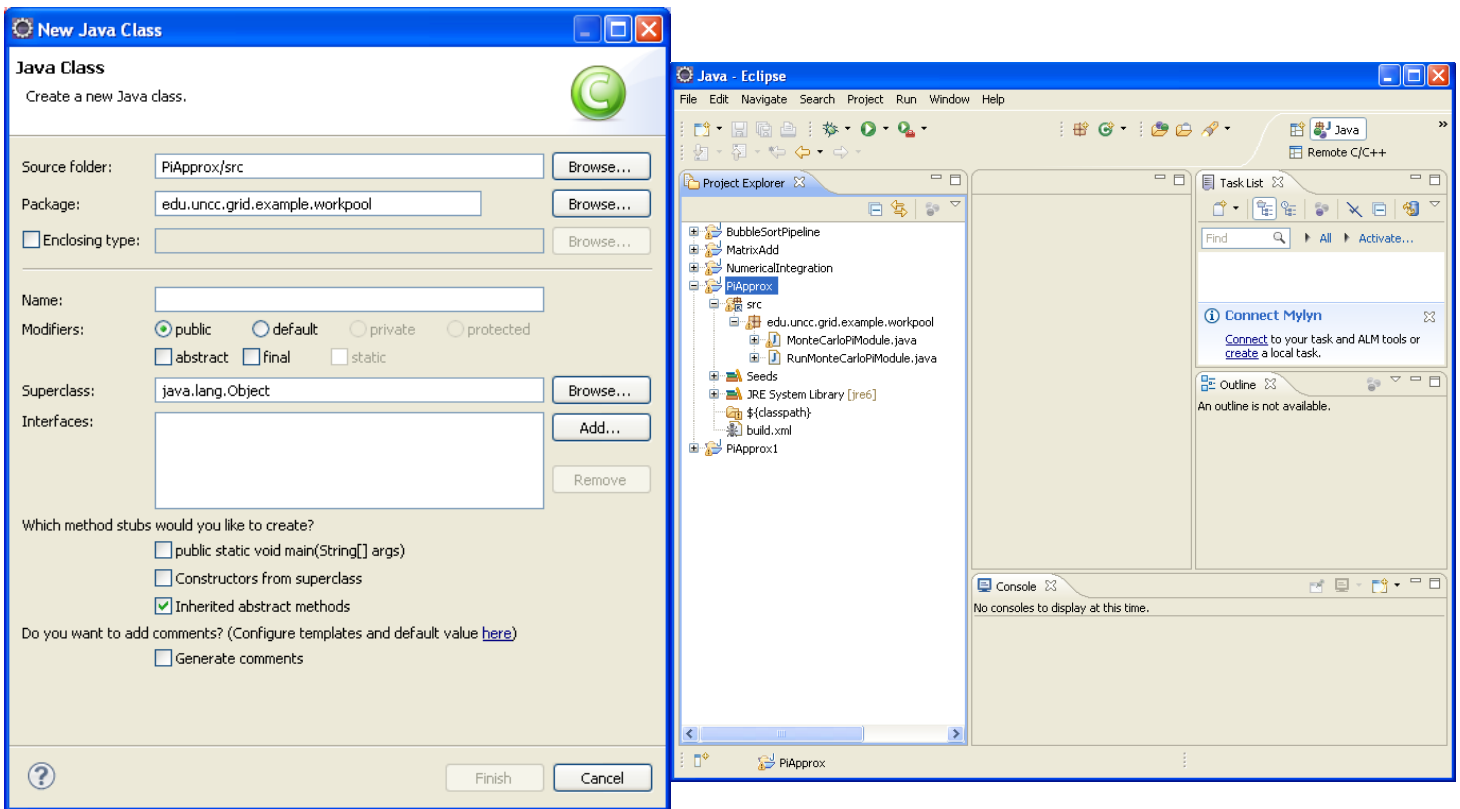 New Java Class
Java Class
Create a new Java class.
Source folder: PiApprox/src Browse...
Package: edu.uncc.grid.example.workpool Browse...
Enclosing type: Browse...
Name:
Modifiers: public default private protected
abstract final static
Superclass: java.lang.Object Browse...
Interfaces: Add...
Remove
Which method stubs would you like to create?
public static void main(String[] args)
Constructors from superclass
Inherited abstract methods
Do you want to add comments? (Configure templates and default value here)
Generate comments
? Finish Cancel
Java - Eclipse
File Edit Navigate Search Project Run Window Help
Java »
Remote C/C++
Project Explorer
BubbleSortPipeline
MatrixAdd
NumericalIntegration
PiApprox
src
edu.uncc.grid.example.workpool
MonteCarloPiModule.java
RunMonteCarloPiModule.java
Seeds
JRE System Library [jre6]
${classpath}
build.xml
PiApprox1
Task List
Find All Activate...
Connect Mylyn
Connect to your task and ALM tools or
create a local task.
Outline
An outline is not available.
Console
No consoles to display at this time.
PiApprox